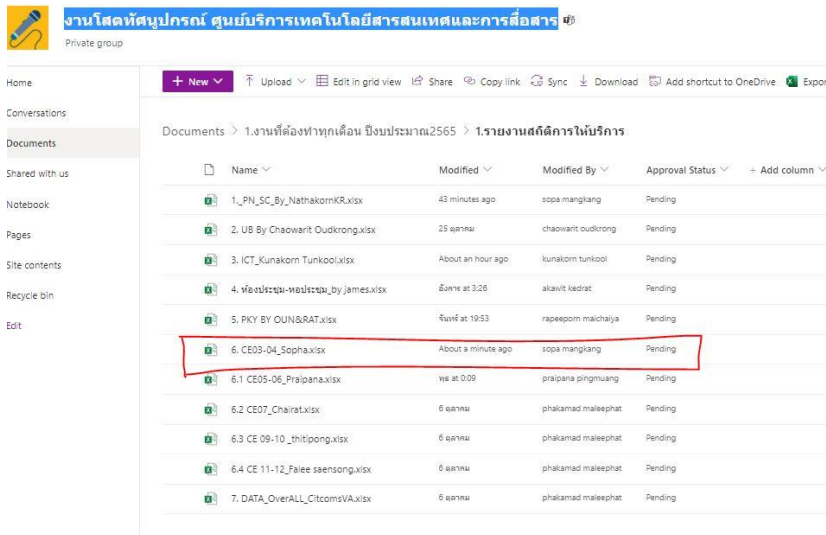 งานโสตทัศนูปกรณ์ ศูนย์บริการเทคโนโลยีสารสนเทศและการสื่อสาร
Private group
Home
Conversations
Documents
Shared with us
Notebook
Pages
Site contents
Recycle bin
Edit
+ New Upload Edit in grid view Share Copy link Sync Download Add shortcut to OneDrive Expor
Documents > 1.งานที่ต้องทำทุกเดือน ปีงบประมาณ2565 > 1.รายงานสถิติการให้บริการ
Name Modified Modified By Approval Status + Add column
1._PN_SC_By_NathakornKR.xlsx 43 minutes ago sopa mangkang Pending
2. UB By Chaowarit Oudkrong.xlsx 25 ตุลาคม chaowarit oudkrong Pending
3. ICT_Kunakorn Tunkool.xlsx About an hour ago kunakorn tunkool Pending
4. ห้องประชุม-หอประชุม_by james.xlsx อังคาร at 3:26 akawit kedrat Pending
5. PKY BY OUN&RAT.xlsx จันทร์ at 19:53 rapeeporn maichaiya Pending
6. CE03-04_Sopha.xlsx About a minute ago sopa mangkang Pending
6.1 CE05-06_Praipana.xlsx พุธ at 0:09 praipana pingmuang Pending
6.2 CE07_Chairat.xlsx 6 ตุลาคม phakamad maleephat Pending
6.3 CE 09-10 _thitipong.xlsx 6 ตุลาคม phakamad maleephat Pending
6.4 CE 11-12_Falee saensong.xlsx 6 ตุลาคม phakamad maleephat Pending
7. DATA_OverALL_CitcomsVA.xlsx 6 ตุลาคม phakamad maleephat Pending